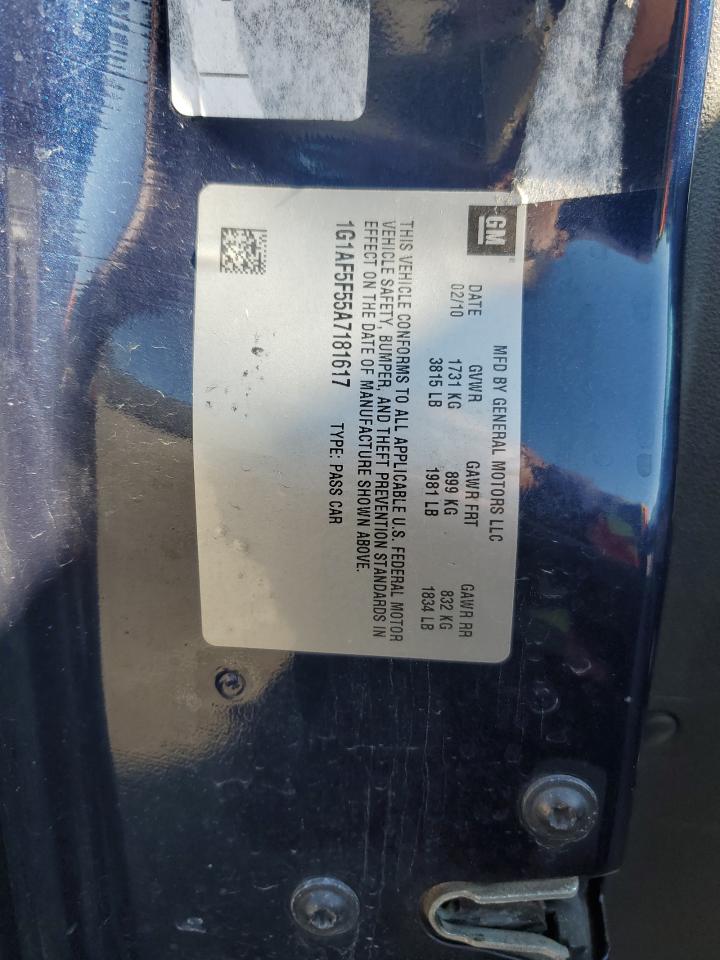 GM
MFD BY GENERAL MOTORS LLC
DATE GVWR GAWR FRT GAWR RR
02/10 1731 KG 899 KG 832 KG
3815 LB 1981 LB 1834 LB
THIS VEHICLE CONFORMS TO ALL APPLICABLE U.S. FEDERAL MOTOR
VEHICLE SAFETY, BUMPER, AND THEFT PREVENTION STANDARDS IN
EFFECT ON THE DATE OF MANUFACTURE SHOWN ABOVE.
1G1AF5F55A7181617 TYPE: PASS CAR